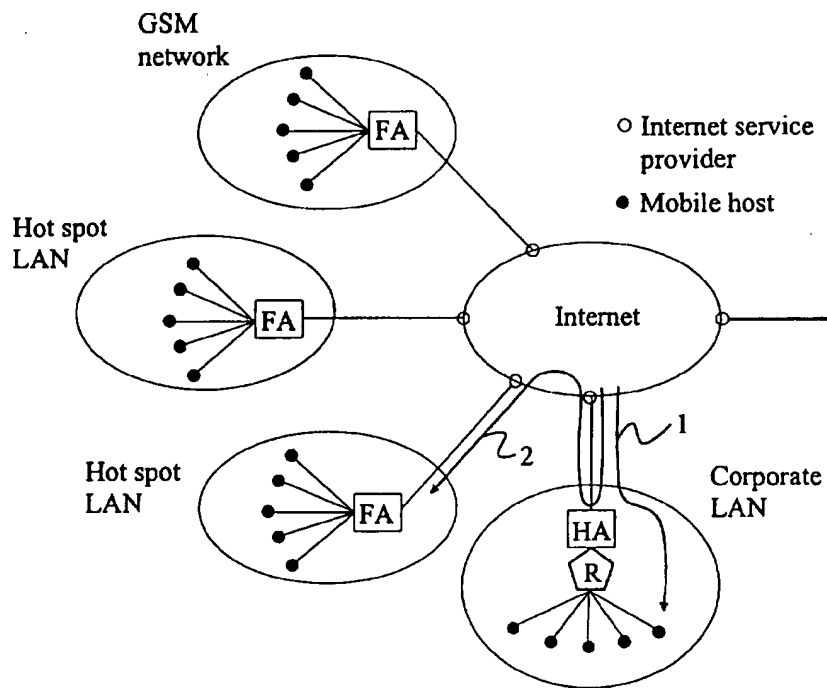 GSM
network
FA
Internet service
provider
Mobile host
Hot spot
LAN
FA
Internet
1
2
Hot spot
LAN
FA
Corporate
LAN
HA
R